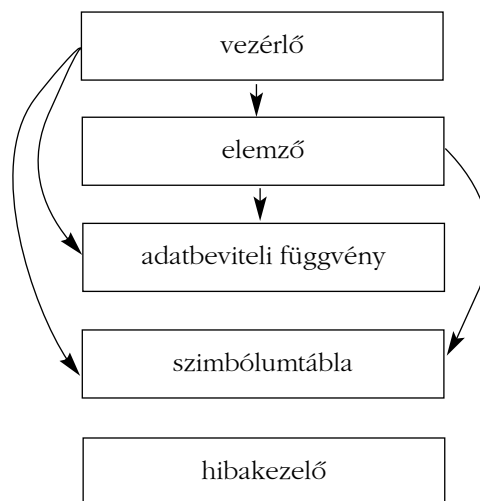 vezérlő
elemző
adatbeviteli függvény
szimbólumtábla
hibakezelő